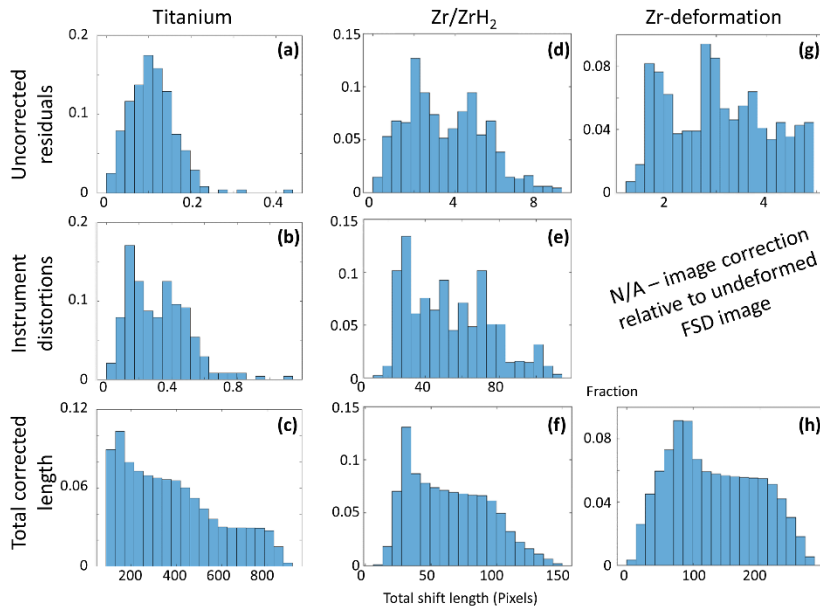 Titanium
Zr/ZrH2
Zr-deformation
Uncorrected
residuals
0.2
0.1
0
(a)
0
0.2
0.4
0.15
0.1
0.05
0
(d)
0
4
8
0.08
0.04
0
(g)
2
4
Instrument
distortions
0.2
0.1
0
(b)
0
0.4
0.8
0.15
0.1
0.05
0
(e)
0
40
80
N/A – image correction
relative to undeformed
FSD image
Total corrected
length
0.12
0.06
0
(c)
200
400
600
800
0.15
0.1
0.05
0
(f)
0
50
100
150
Fraction
0.08
0.04
0
(h)
0
100
200
Total shift length (Pixels)